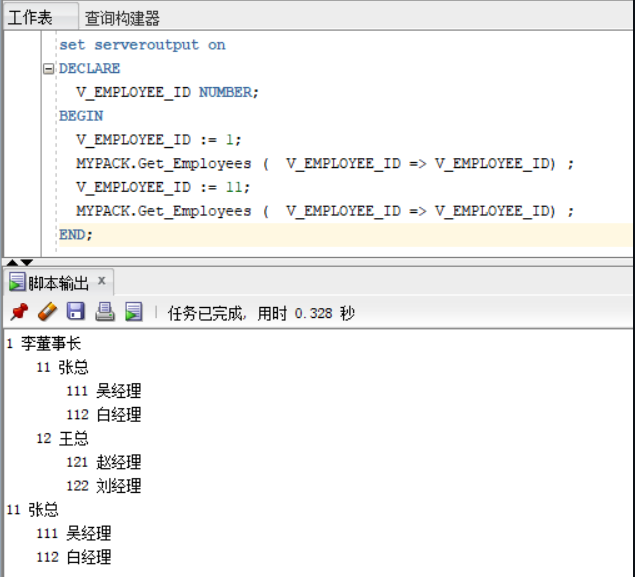 工作表 查询构建器
set serveroutput on
DECLARE
V_EMPLOYEE_ID NUMBER;
BEGIN
V_EMPLOYEE_ID := 1;
MYPACK.Get_Employees (  V_EMPLOYEE_ID => V_EMPLOYEE_ID) ;
V_EMPLOYEE_ID := 11;
MYPACK.Get_Employees (  V_EMPLOYEE_ID => V_EMPLOYEE_ID) ;
END;
脚本输出 x
任务已完成, 用时 0.328 秒
1 李董事长
11 张总
111 吴经理
112 白经理
12 王总
121 赵经理
122 刘经理
11 张总
111 吴经理
112 白经理